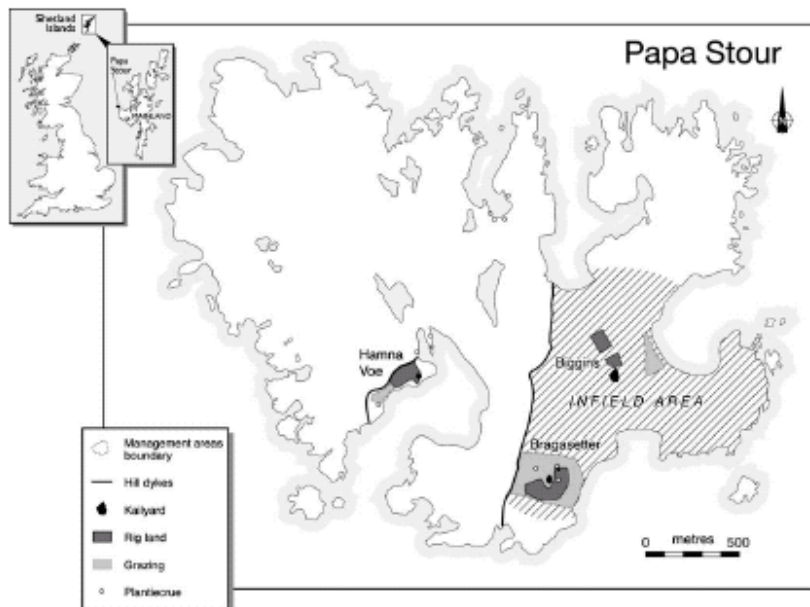 Shetland
Islands
Papa
Stour
MAINLAND
Papa Stour
N
Hamna
Voe
Biggins
INFIELD AREA
Bragasetter
Management areas
boundary
Hill dykes
Kailyard
Rig land
Grazing
Plantiecrue
0 metres 500